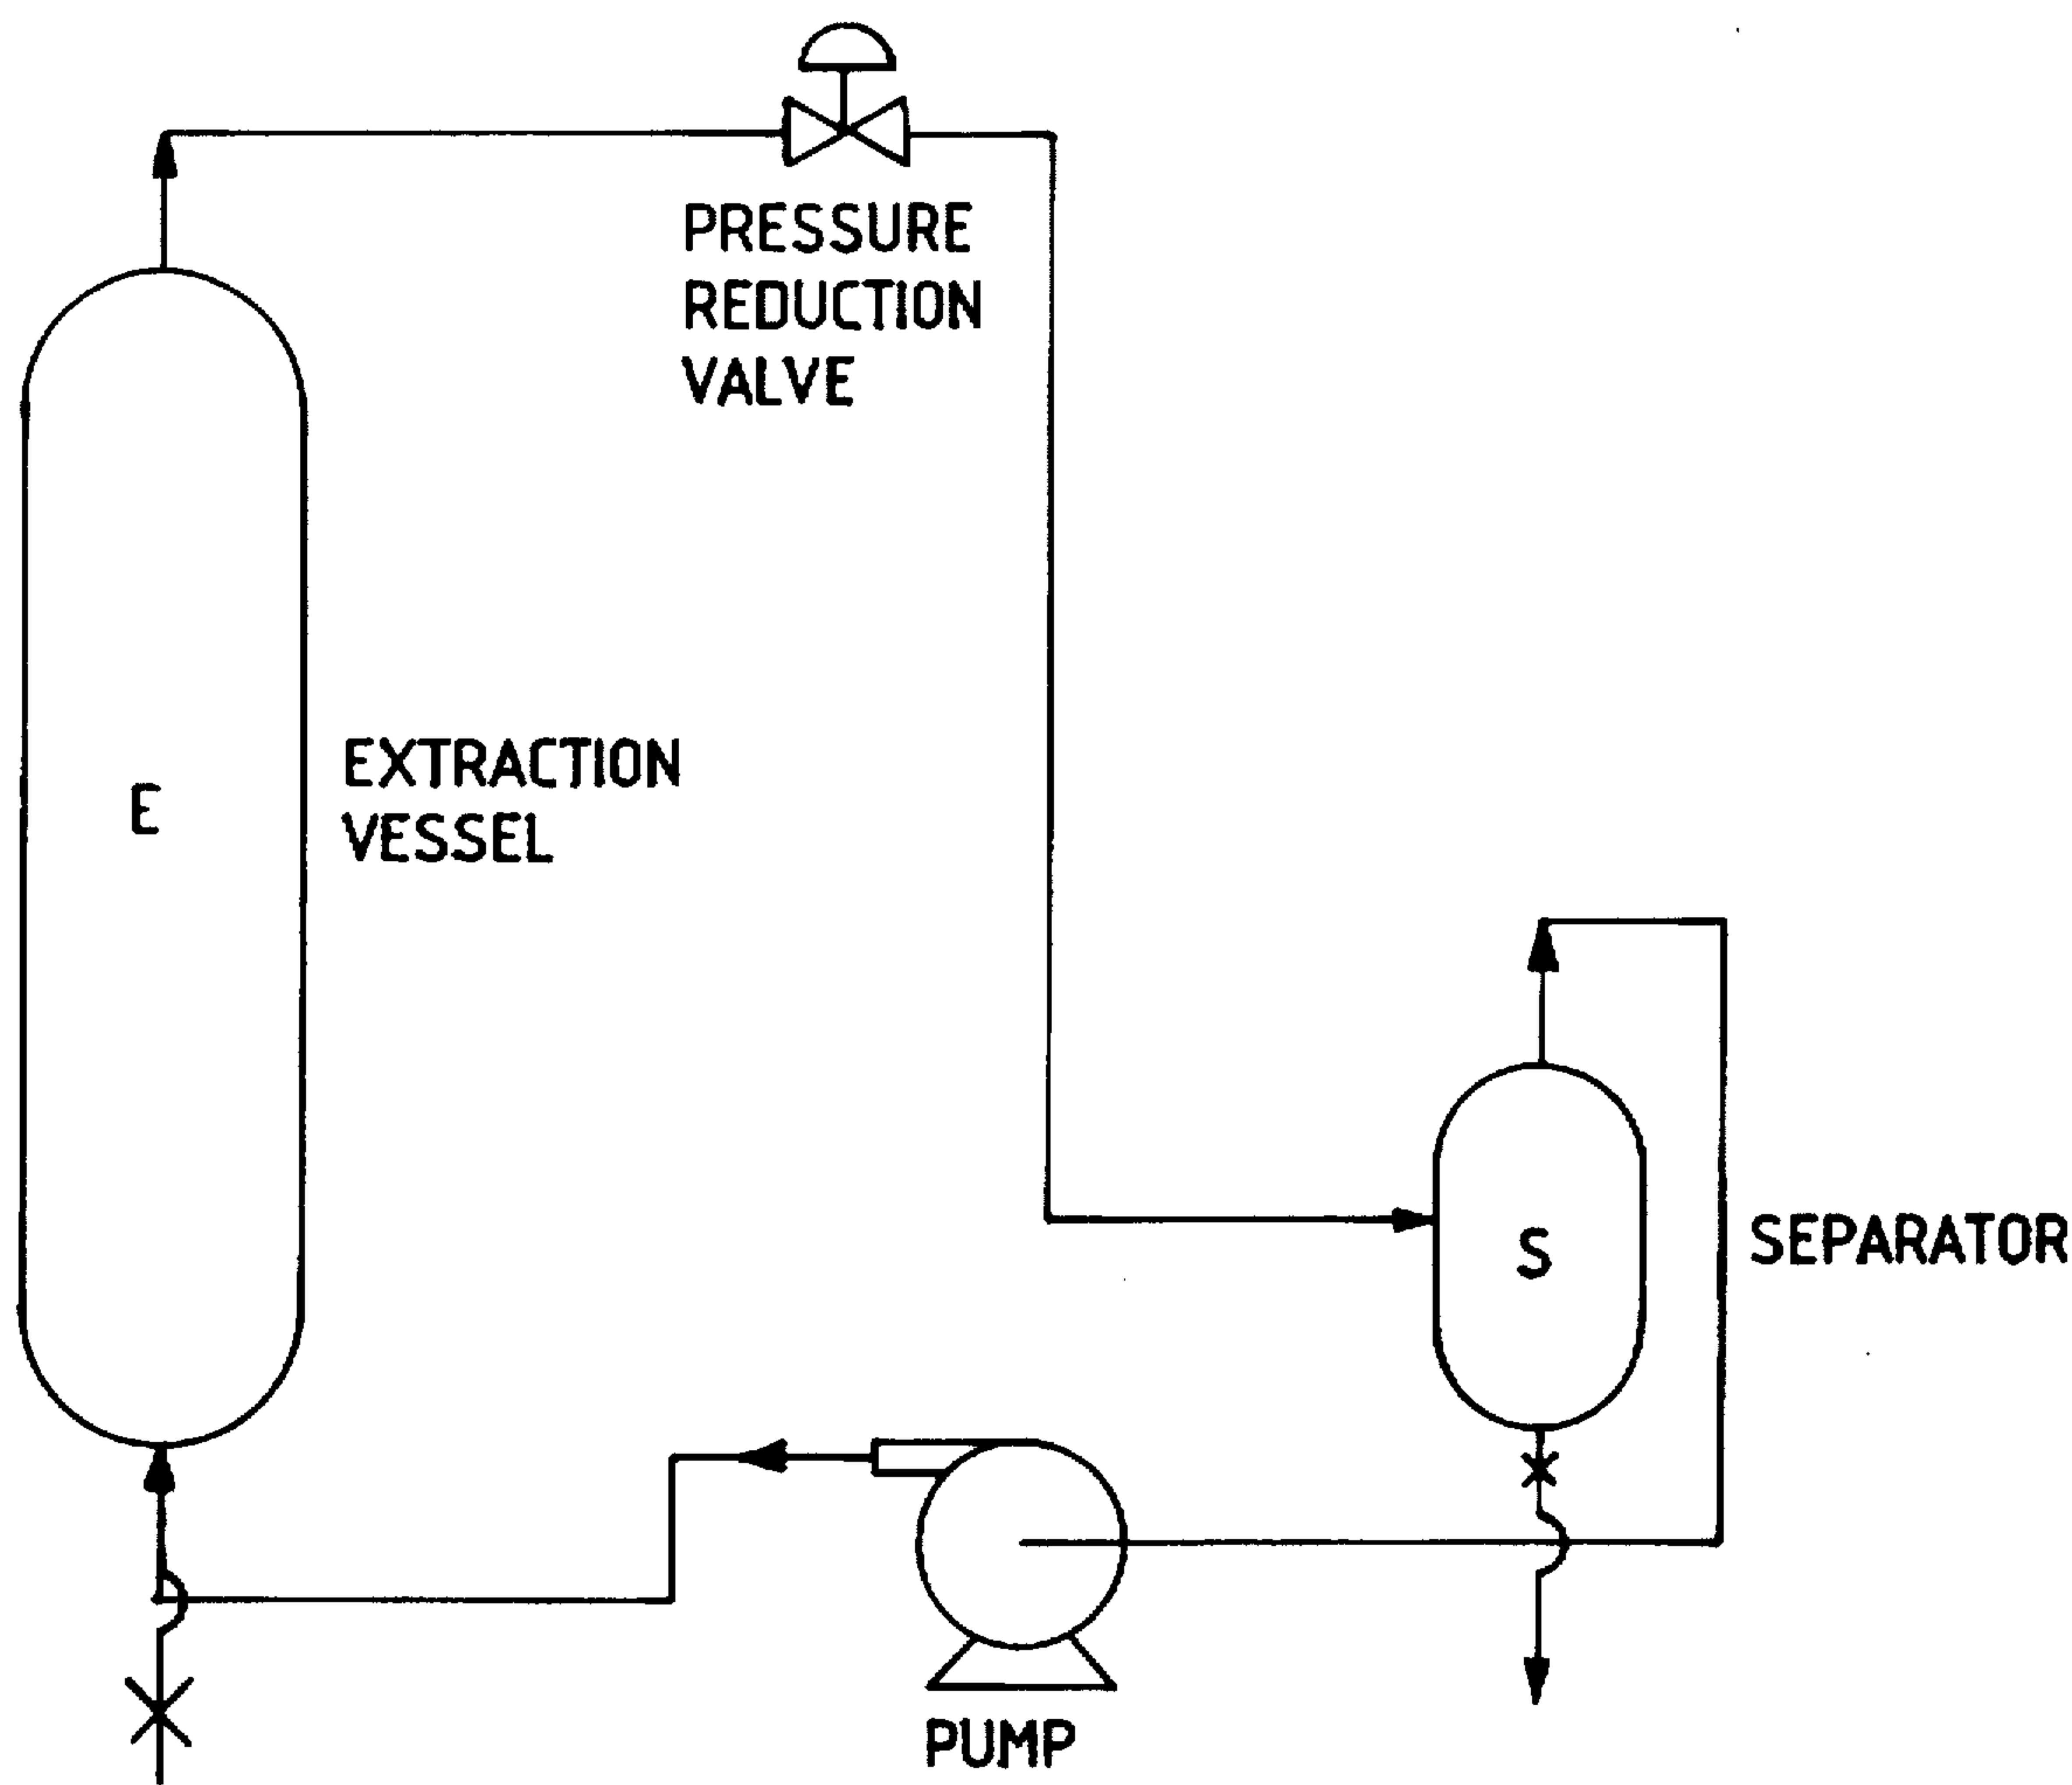 PRESSURE
REDUCTION
VALVE
E
EXTRACTION
VESSEL
S
SEPARATOR
PUMP